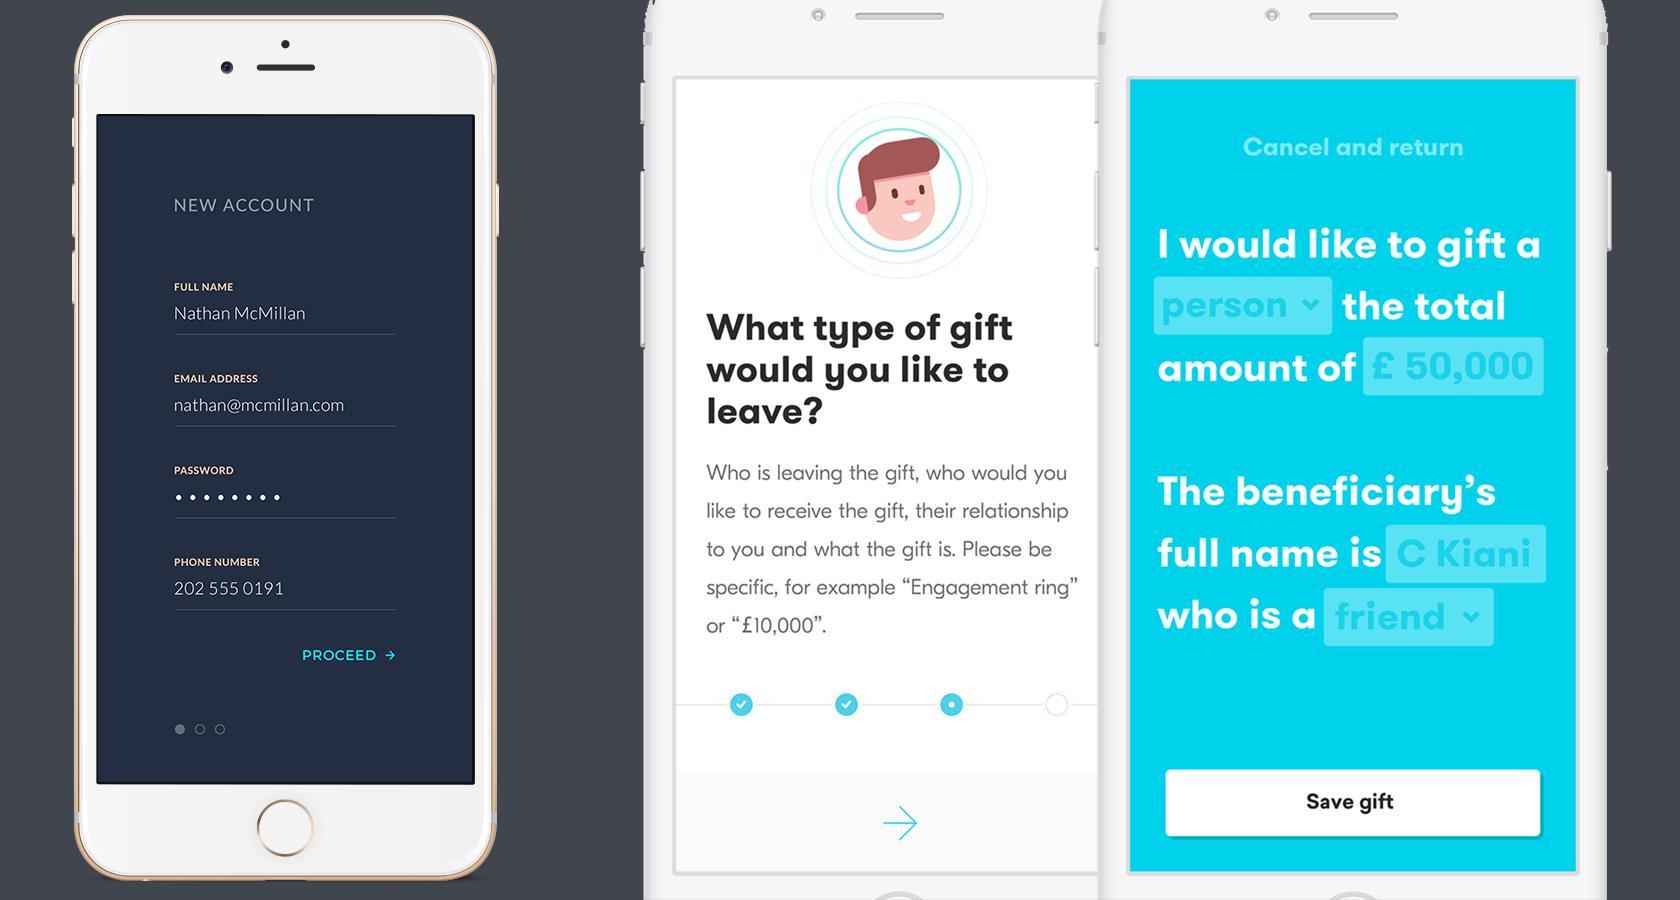 NEW ACCOUNT
FULL NAME
Nathan McMillan
EMAIL ADDRESS
nathan@mcmillan.com
PASSWORD
PHONE NUMBER
202 555 0191
PROCEED →
What type of gift
would you like to
leave?
Who is leaving the gift, who would you
like to receive the gift, their relationship
to you and what the gift is. Please be
specific, for example “Engagement ring”
or “£10,000”.
Cancel and return
I would like to gift a
person the total
amount of £ 50,000
The beneficiary’s
full name is C Kiani
who is a friend
Save gift